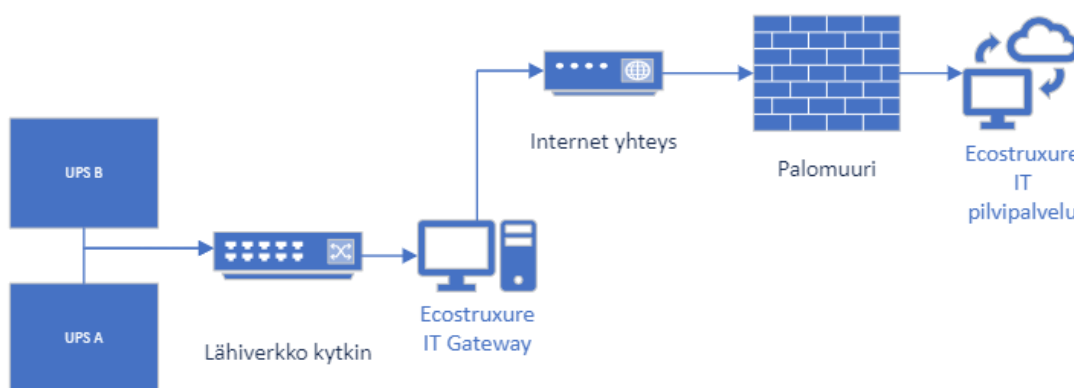 UPS B
UPS A
Lähiverkko kytkin
Ecostruxure
IT Gateway
Internet yhteys
Palomuuri
Ecostruxure
IT
pilvipalvelu